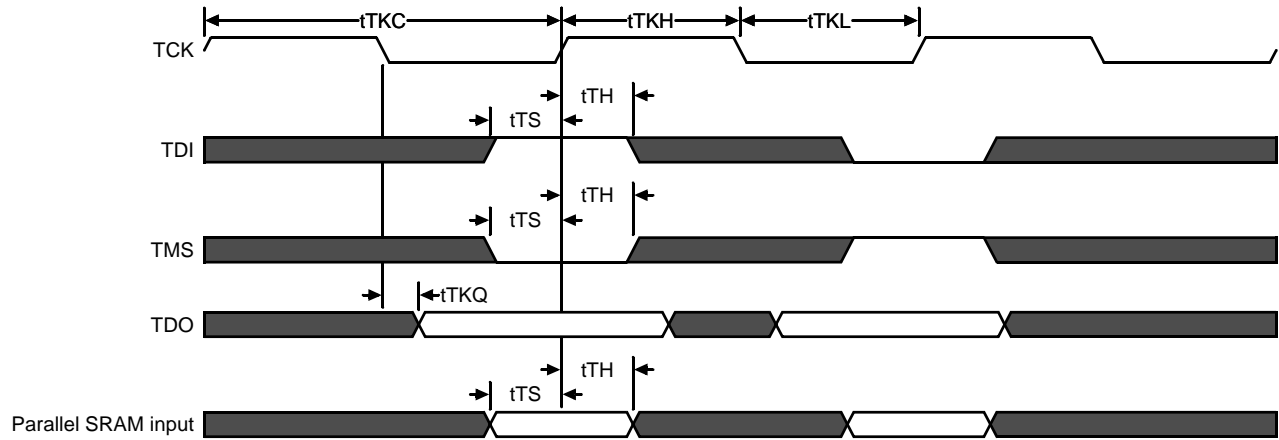 tTKC tTKH tTKL
TCK
tTH
tTS
TDI
tTH
tTS
TMS
tTKQ
TDO
tTH
tTS
Parallel SRAM input